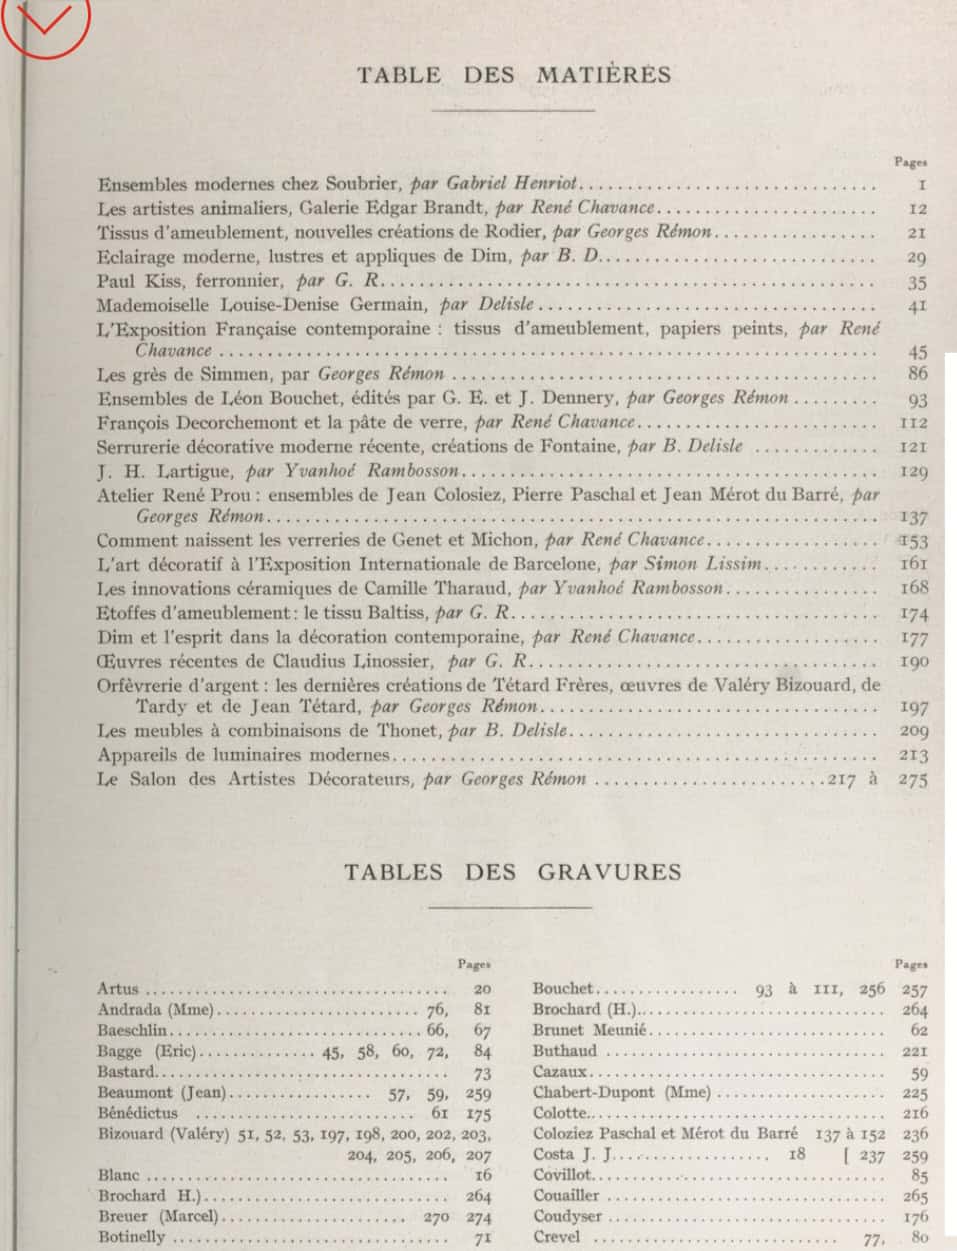 TABLE DES MATIÈRES
Pages
Ensembles modernes chez Soubrier, par Gabriel Henriot............................... 1
Les artistes animaliers, Galerie Edgar Brandt, par René Chavance....................... 12
Tissus d'ameublement, nouvelles créations de Rodier, par Georges Rémon................. 21
Eclairage moderne, lustres et appliques de Dim, par B. D............................. 29
Paul Kiss, ferronnier, par G. R.................................................. 35
Mademoiselle Louise-Denise Germain, par Delisle................................... 41
L'Exposition Française contemporaine : tissus d'ameublement, papiers peints, par René
Chavance .................................................................. 45
Les grès de Simmen, par Georges Rémon .......................................... 86
Ensembles de Léon Bouchet, édités par G. E. et J. Dennery, par Georges Rémon ......... 93
François Decorchemont et la pâte de verre, par René Chavance......................... 112
Serrurerie décorative moderne récente, créations de Fontaine, par B. Delisle ............. 121
J. H. Lartigue, par Yvanhoé Rambosson.......................................... 129
Atelier René Prou : ensembles de Jean Colosiez, Pierre Paschal et Jean Mérot du Barré, par
Georges Rémon............................................................. 137
Comment naissent les verreries de Genet et Michon, par René Chavance.................. 153
L'art décoratif à l'Exposition Internationale de Barcelone, par Simon Lissim............ 161
Les innovations céramiques de Camille Tharaud, par Yvanhoé Rambosson................ 168
Etoffes d'ameublement : le tissu Baltiss, par G. R..................................... 174
Dim et l'esprit dans la décoration contemporaine, par René Chavance................... 177
Œuvres récentes de Claudius Linossier, par G. R.................................... 190
Orfèvrerie d'argent : les dernières créations de Tétard Frères, œuvres de Valéry Bizouard, de
Tardy et de Jean Tétard, par Georges Rémon.................................. 197
Les meubles à combinaisons de Thonet, par B. Delisle............................... 209
Appareils de luminaires modernes................................................ 213
Le Salon des Artistes Décorateurs, par Georges Rémon ........................217 à 275
TABLES DES GRAVURES
Pages
Artus ............................... 20
Andrada (Mme)..................... 76, 81
Baeschlin.......................... 66, 67
Bagge (Eric)............ 45, 58, 60, 72, 84
Bastard.............................. 73
Beaumont (Jean)............... 57, 59, 259
Bénédictus ....................... 61 175
Bizouard (Valéry) 51, 52, 53, 197, 198, 200, 202, 203,
204, 205, 206, 207
Blanc ............................... 16
Brochard H.)......................... 264
Breuer (Marcel)................... 270 274
Botinelly ............................ 71
Pages
Bouchet................ 93 à 111, 256 257
Brochard (H.)......................... 264
Brunet Meunié........................ 62
Buthaud ............................ 221
Cazaux.............................. 59
Chabert-Dupont (Mme) ................. 225
Colotte.............................. 216
Coloziez Paschal et Mérot du Barré 137 à 152 236
Costa J. J................. 18 [ 237 259
Covillot............................. 85
Couailler ............................ 265
Coudyser ............................ 176
Crevel .......................... 77, 80